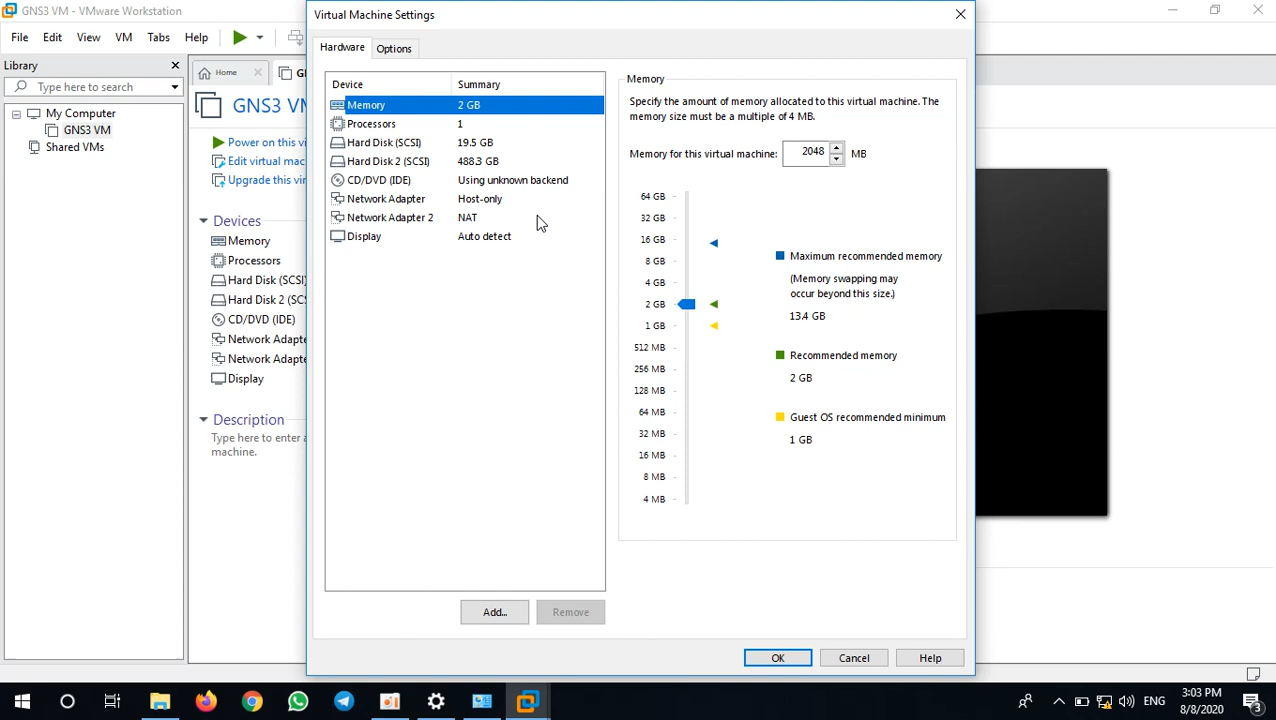 GNS3 VM - VMware Workstation
File Edit View VM Tabs Help
Library
Type here to search
My Computer
GNS3 VM
Shared VMs
Home
GNS3 VM
Power on this vi
Edit virtual mac
Upgrade this vir
Devices
Memory
Processors
Hard Disk (SCSI)
Hard Disk 2 (SCS
CD/DVD (IDE)
Network Adapte
Network Adapte
Display
Description
Type here to enter a
machine.
Virtual Machine Settings
Hardware Options
Device Summary
Memory 2 GB
Processors 1
Hard Disk (SCSI) 19.5 GB
Hard Disk 2 (SCSI) 488.3 GB
CD/DVD (IDE) Using unknown backend
Network Adapter Host-only
Network Adapter 2 NAT
Display Auto detect
Add... Remove
Memory
Specify the amount of memory allocated to this virtual machine. The
memory size must be a multiple of 4 MB.
Memory for this virtual machine: 2048 MB
64 GB
32 GB
16 GB
8 GB
4 GB
2 GB
1 GB
512 MB
256 MB
128 MB
64 MB
32 MB
16 MB
8 MB
4 MB
Maximum recommended memory
(Memory swapping may
occur beyond this size.)
13.4 GB
Recommended memory
2 GB
Guest OS recommended minimum
1 GB
OK Cancel Help
ENG
3:03 PM
8/8/2020